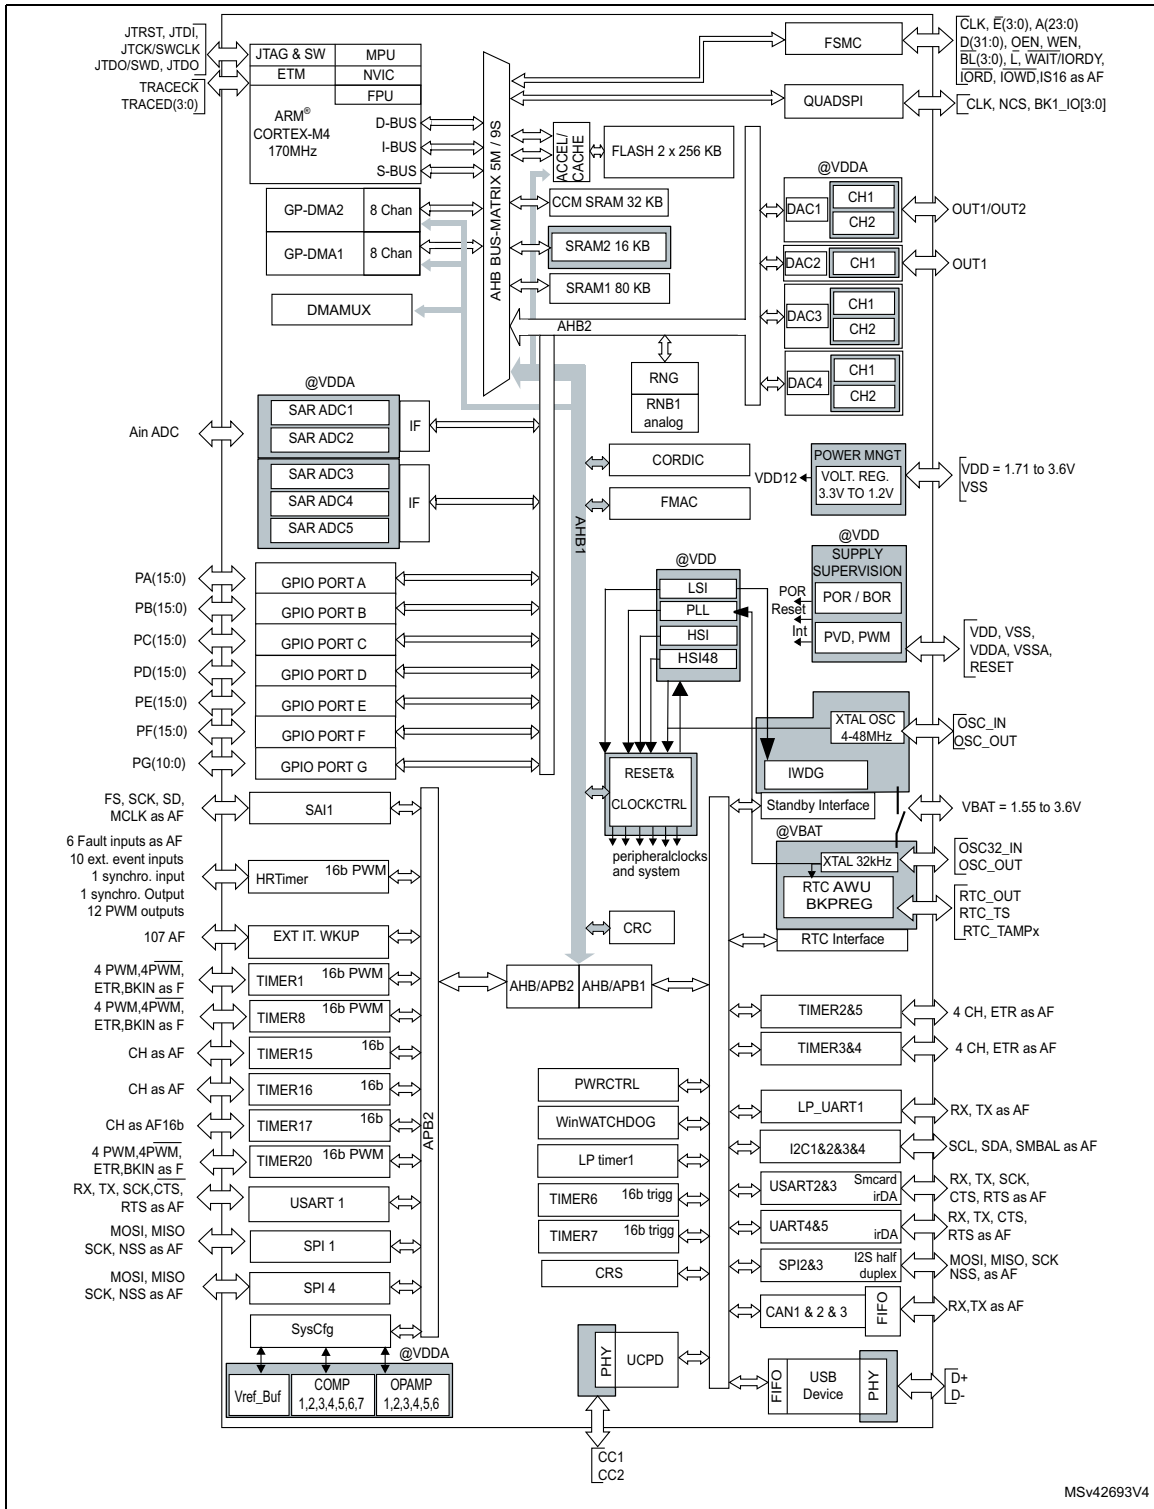 JTRST, JTDI,
JTCK/SWCLK
JTDO/SWD, JTDO
TRACECK
TRACED(3:0)
JTAG & SW
MPU
ETM
NVIC
FPU
ARM®
CORTEX-M4
170MHz
D-BUS
I-BUS
S-BUS
GP-DMA2
8 Chan
GP-DMA1
8 Chan
DMAMUX
AHB BUS-MATRIX 5M / 9S
ACCEL/
CACHE
FLASH 2 x 256 KB
CCM SRAM 32 KB
SRAM2 16 KB
SRAM1 80 KB
AHB2
RNG
RNB1
analog
FSMC
CLK, E(3:0), A(23:0)
D(31:0), OEN, WEN,
BL(3:0), L, WAIT/IORDY,
IORD, IOWD,IS16 as AF
QUADSPI
CLK, NCS, BK1_IO[3:0]
@VDDA
DAC1
CH1
CH2
OUT1/OUT2
DAC2
CH1
OUT1
DAC3
CH1
CH2
DAC4
CH1
CH2
@VDDA
SAR ADC1
SAR ADC2
IF
Ain ADC
SAR ADC3
SAR ADC4
SAR ADC5
IF
CORDIC
FMAC
AHB1
POWER MNGT
VDD12
VOLT. REG.
3.3V TO 1.2V
VDD = 1.71 to 3.6V
VSS
@VDD
SUPPLY
SUPERVISION
POR
Reset
Int
POR / BOR
PVD, PWM
VDD, VSS,
VDDA, VSSA,
RESET
@VDD
LSI
PLL
HSI
HSI48
PA(15:0)
GPIO PORT A
PB(15:0)
GPIO PORT B
PC(15:0)
GPIO PORT C
PD(15:0)
GPIO PORT D
PE(15:0)
GPIO PORT E
PF(15:0)
GPIO PORT F
PG(10:0)
GPIO PORT G
XTAL OSC
4-48MHz
OSC_IN
OSC_OUT
IWDG
Standby Interface
RESET&
CLOCKCTRL
peripheralclocks
and system
VBAT = 1.55 to 3.6V
@VBAT
XTAL 32kHz
OSC32_IN
OSC_OUT
RTC AWU
BKPREG
RTC_OUT
RTC_TS
RTC_TAMPx
RTC Interface
CRC
AHB/APB2
AHB/APB1
FS, SCK, SD,
MCLK as AF
SAI1
6 Fault inputs as AF
10 ext. event inputs
1 synchro. input
1 synchro. Output
12 PWM outputs
HRTimer
16b PWM
107 AF
EXT IT. WKUP
4 PWM,4PWM,
ETR,BKIN as F
TIMER1
16b PWM
4 PWM,4PWM,
ETR,BKIN as F
TIMER8
16b PWM
CH as AF
TIMER15
16b
CH as AF
TIMER16
16b
CH as AF16b
TIMER17
16b
4 PWM,4PWM,
ETR,BKIN as F
TIMER20
16b PWM
RX, TX, SCK,CTS,
RTS as AF
USART 1
MOSI, MISO
SCK, NSS as AF
SPI 1
MOSI, MISO
SCK, NSS as AF
SPI 4
SysCfg
@VDDA
Vref_Buf
COMP
1,2,3,4,5,6,7
OPAMP
1,2,3,4,5,6
APB2
PWRCTRL
WinWATCHDOG
LP timer1
TIMER6
16b trigg
TIMER7
16b trigg
CRS
PHY
UCPD
CC1
CC2
TIMER2&5
4 CH, ETR as AF
TIMER3&4
4 CH, ETR as AF
LP_UART1
RX, TX as AF
I2C1&2&3&4
SCL, SDA, SMBAL as AF
USART2&3
Smcard
irDA
RX, TX, SCK,
CTS, RTS as AF
UART4&5
irDA
RX, TX, CTS,
RTS as AF
SPI2&3
I2S half
duplex
MOSI, MISO, SCK
NSS, as AF
CAN1 & 2 & 3
FIFO
RX,TX as AF
FIFO
USB
Device
PHY
D+
D-
MSv42693V4